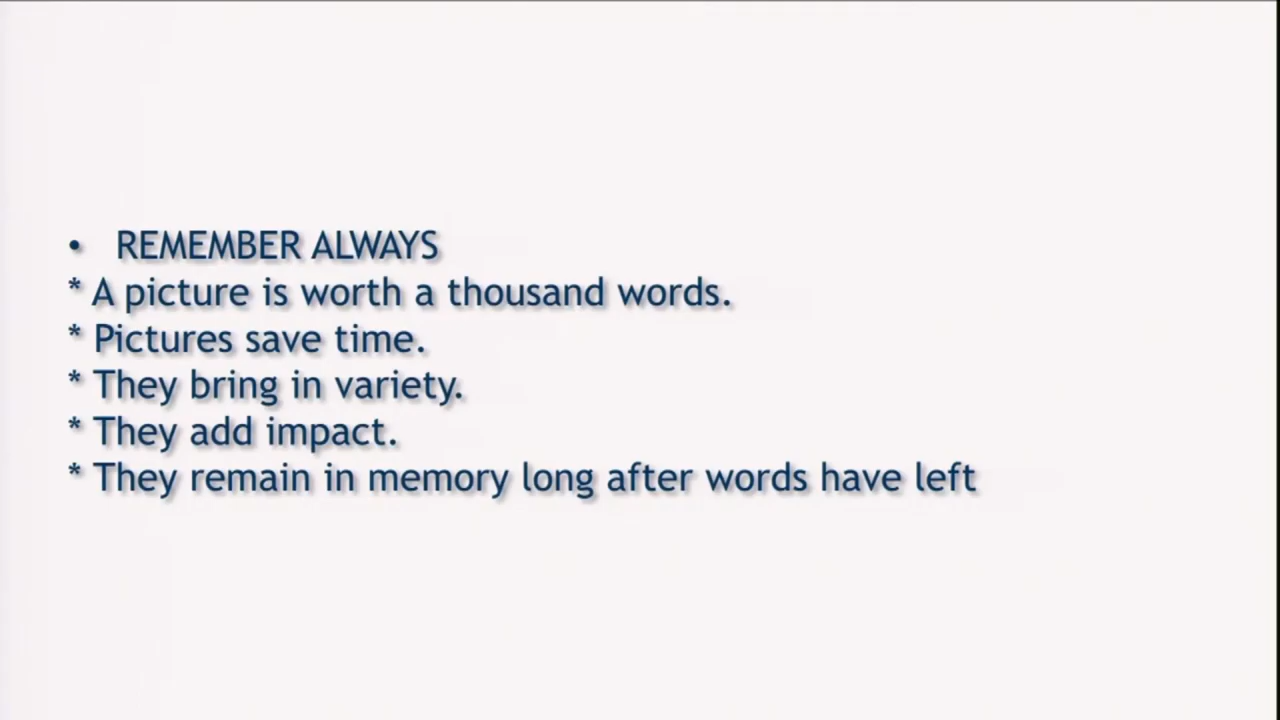 • REMEMBER ALWAYS
* A picture is worth a thousand words.
* Pictures save time.
* They bring in variety.
* They add impact.
* They remain in memory long after words have left